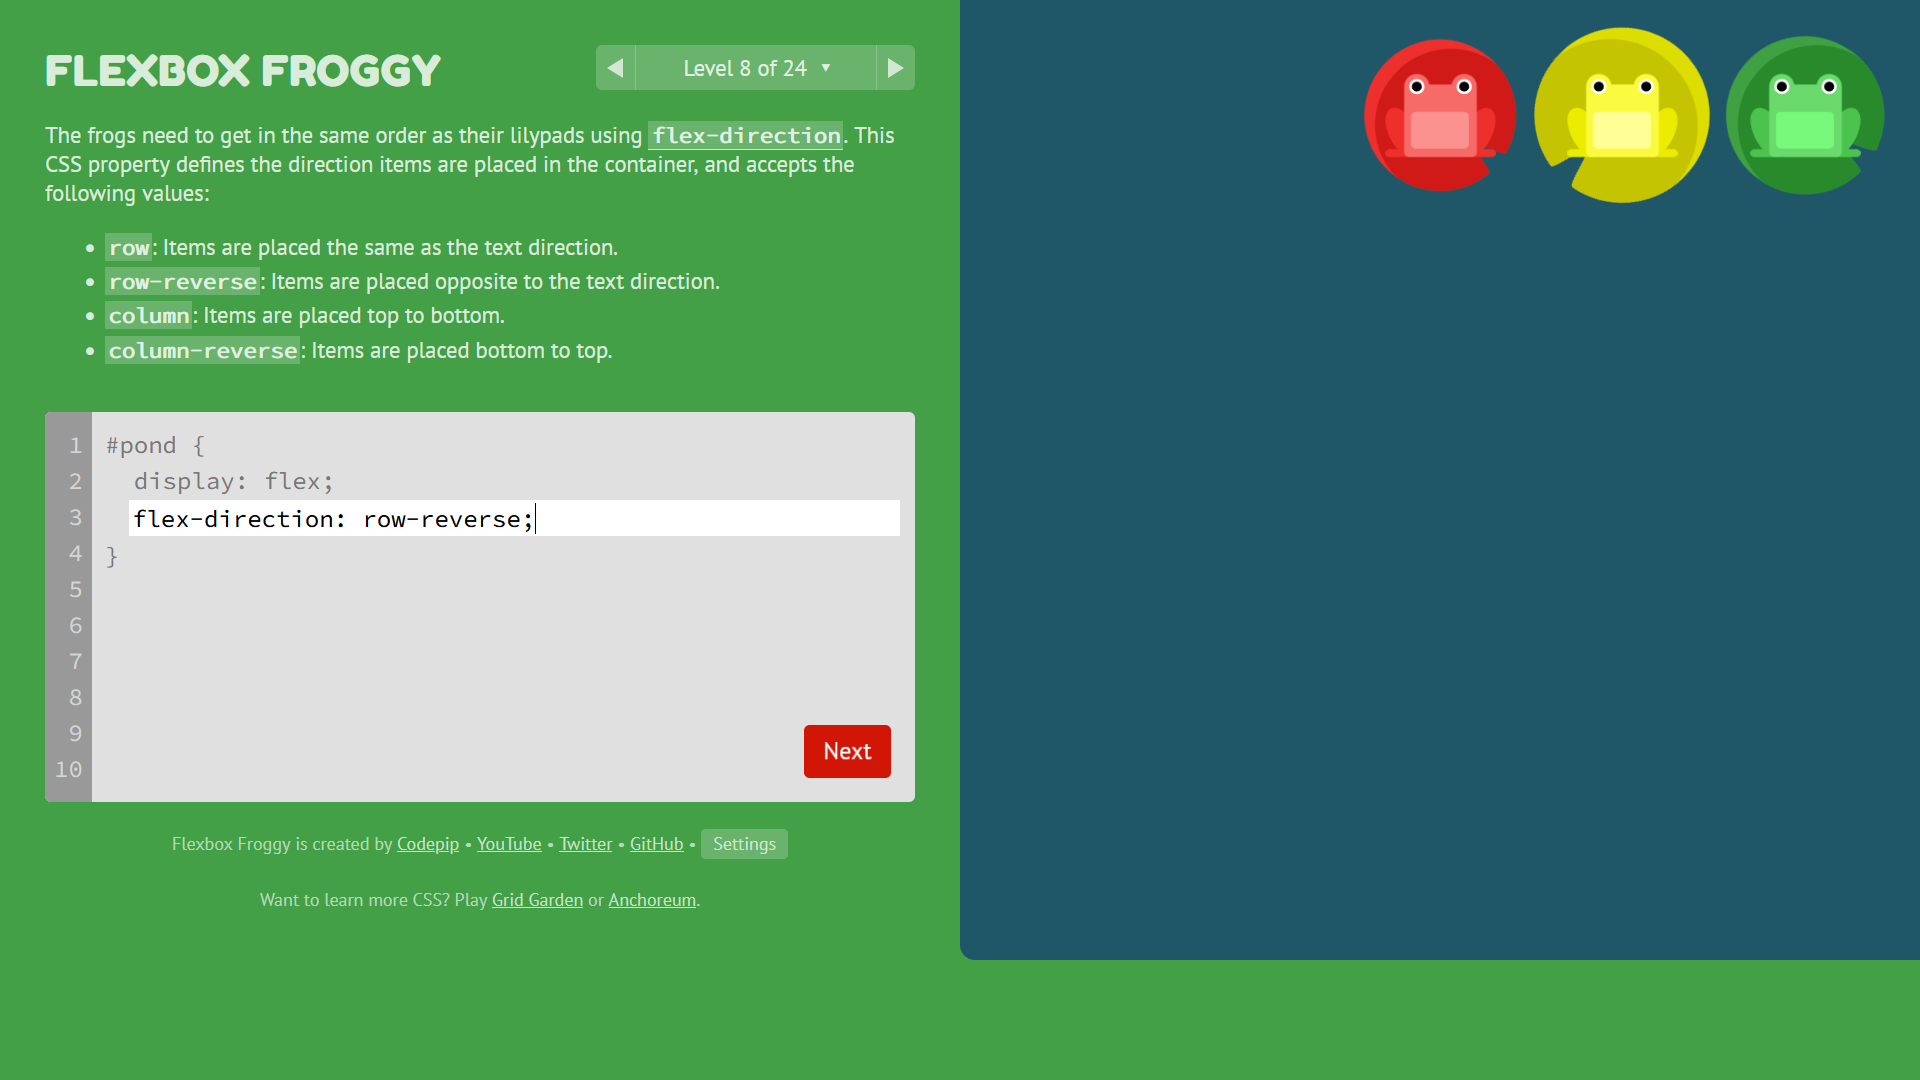 FLEXBOX FROGGY
Level 8 of 24 ▼
The frogs need to get in the same order as their lilypads using flex-direction. This
CSS property defines the direction items are placed in the container, and accepts the
following values:
• row: Items are placed the same as the text direction.
• row-reverse: Items are placed opposite to the text direction.
• column: Items are placed top to bottom.
• column-reverse: Items are placed bottom to top.
1 #pond {
2 display: flex;
3 flex-direction: row-reverse;
4 }
5
6
7
8
9
10
Next
Flexbox Froggy is created by Codepip • YouTube • Twitter • GitHub • Settings
Want to learn more CSS? Play Grid Garden or Anchoreum.